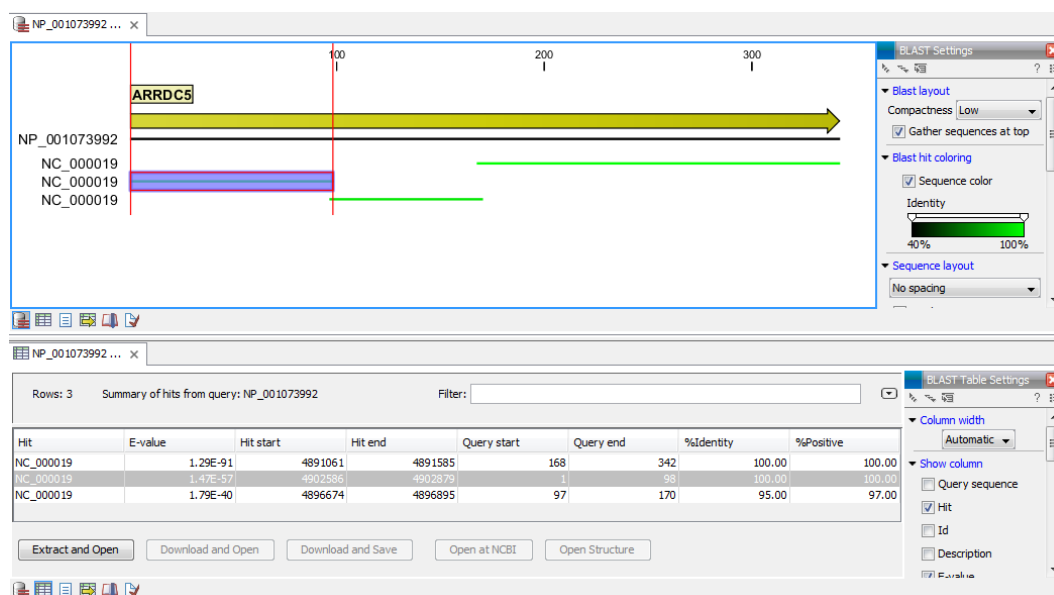 NP_001073992 ...
100 200 300
ARRDC5
NP_001073992
NC_000019
NC_000019
NC_000019
BLAST Settings
?
Blast layout
Compactness Low
Gather sequences at top
Blast hit coloring
Sequence color
Identity
40% 100%
Sequence layout
No spacing
NP_001073992 ...
Rows: 3 Summary of hits from query: NP_001073992 Filter:
Hit E-value Hit start Hit end Query start Query end %Identity %Positive
NC_000019 1.29E-91 4891061 4891585 168 342 100.00 100.00
NC_000019 1.47E-57 4902586 4902879 1 98 100.00 100.00
NC_000019 1.79E-40 4896674 4896895 97 170 95.00 97.00
Extract and Open Download and Open Download and Save Open at NCBI Open Structure
BLAST Table Settings
?
Column width
Automatic
Show column
Query sequence
Hit
Id
Description
E-value